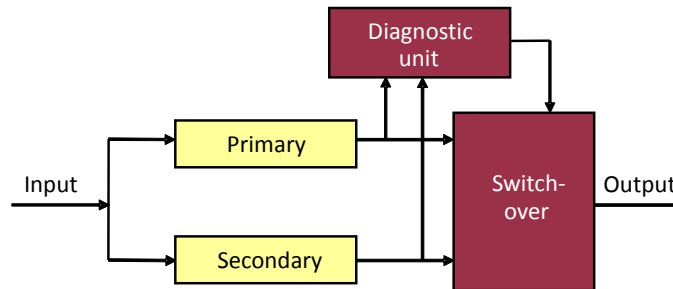 Diagnostic
unit
Primary
Input
Switch-
over
Output
Secondary